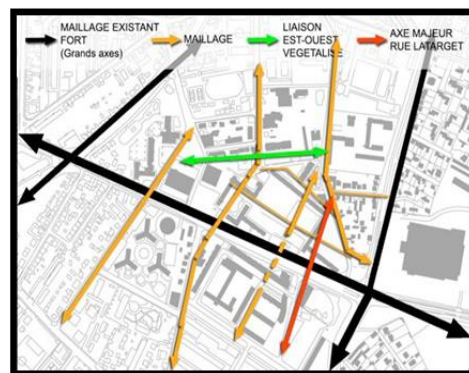 MAILLAGE EXISTANT
FORT
(Grands axes)
MAILLAGE
LIAISON
EST-OUEST
VEGETALISE
AXE MAJEUR
RUE LATARGET